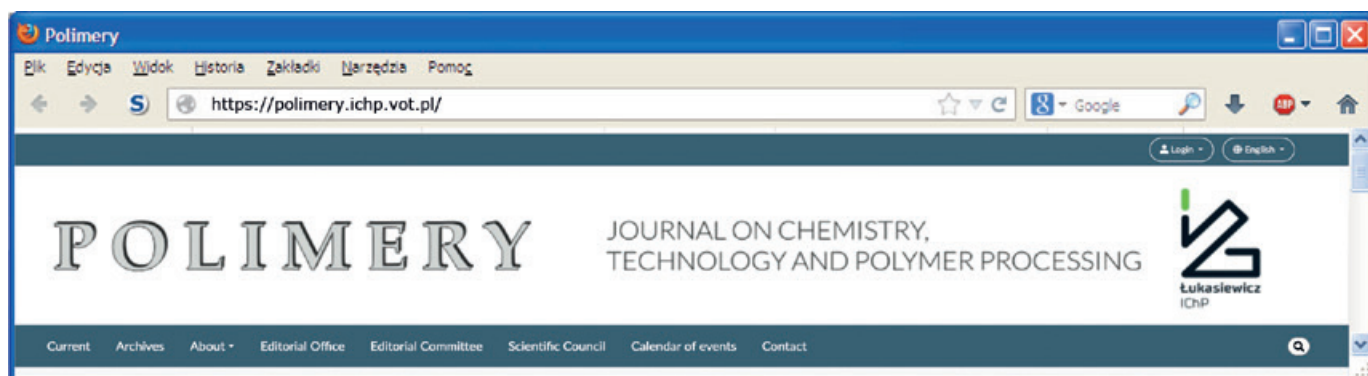 Polimery
Plik Edycja Widok Historia Zakładki Narzędzia Pomoc
S https://polimery.ichp.vot.pl/ 8 Google ABP
Login English
POLIMERY
JOURNAL ON CHEMISTRY,
TECHNOLOGY AND POLYMER PROCESSING
Łukasiewicz
IChP
Current Archives About Editorial Office Editorial Committee Scientific Council Calendar of events Contact